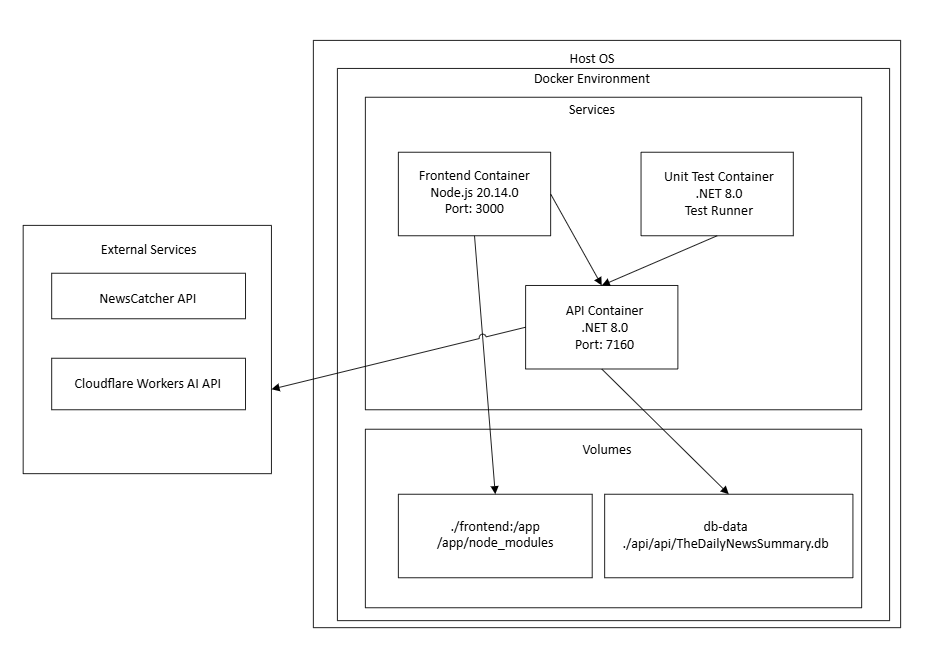 Host OS
Docker Environment
Services
Frontend Container
Node.js 20.14.0
Port: 3000
Unit Test Container
.NET 8.0
Test Runner
External Services
NewsCatcher API
Cloudflare Workers AI API
API Container
.NET 8.0
Port: 7160
Volumes
./frontend:/app
/app/node_modules
db-data
./api/api/TheDailyNewsSummary.db